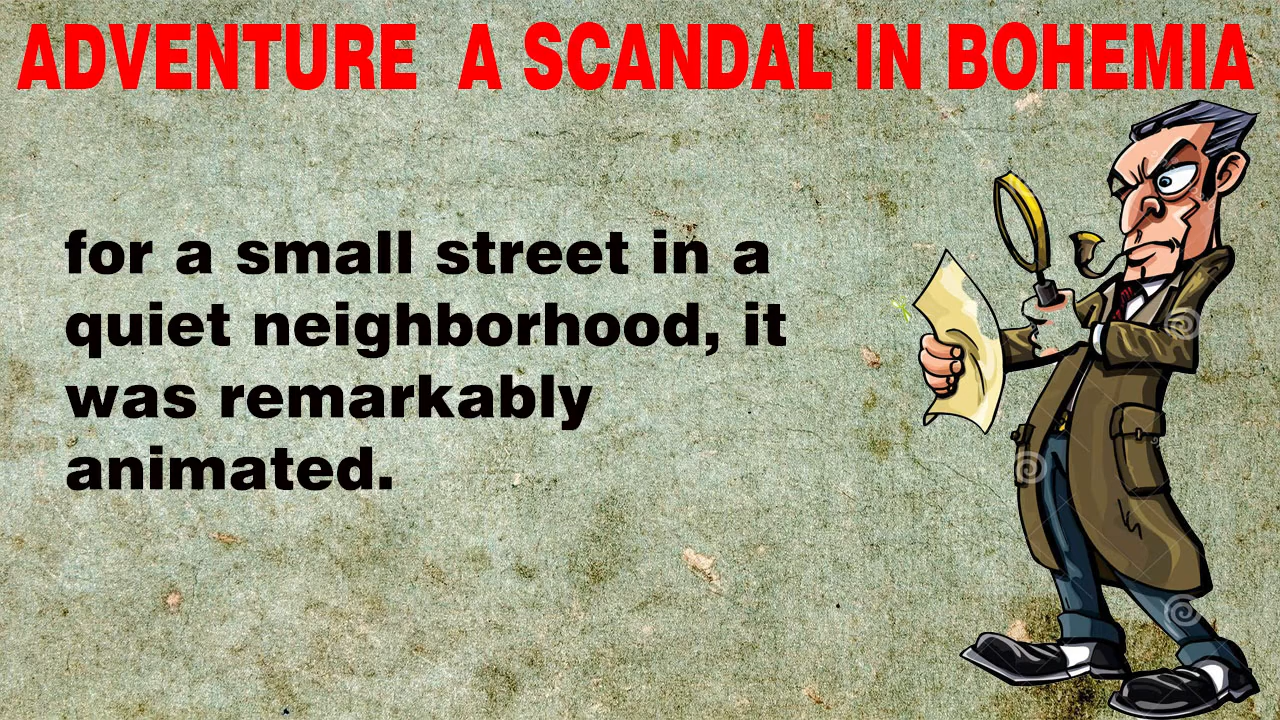 ADVENTURE A SCANDAL IN BOHEMIA
for a small street in a
quiet neighborhood, it
was remarkably
animated.